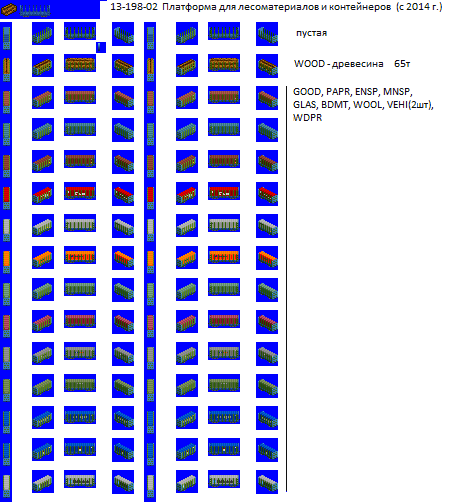 13-198-02 Платформа для лесоматериалов и контейнеров (с 2014 г.)
пустая
WOOD - древесина 65т
GOOD, PAPR, ENSP, MNSP,
GLAS, BDMT, WOOL, VEHI(2шт),
WDPR